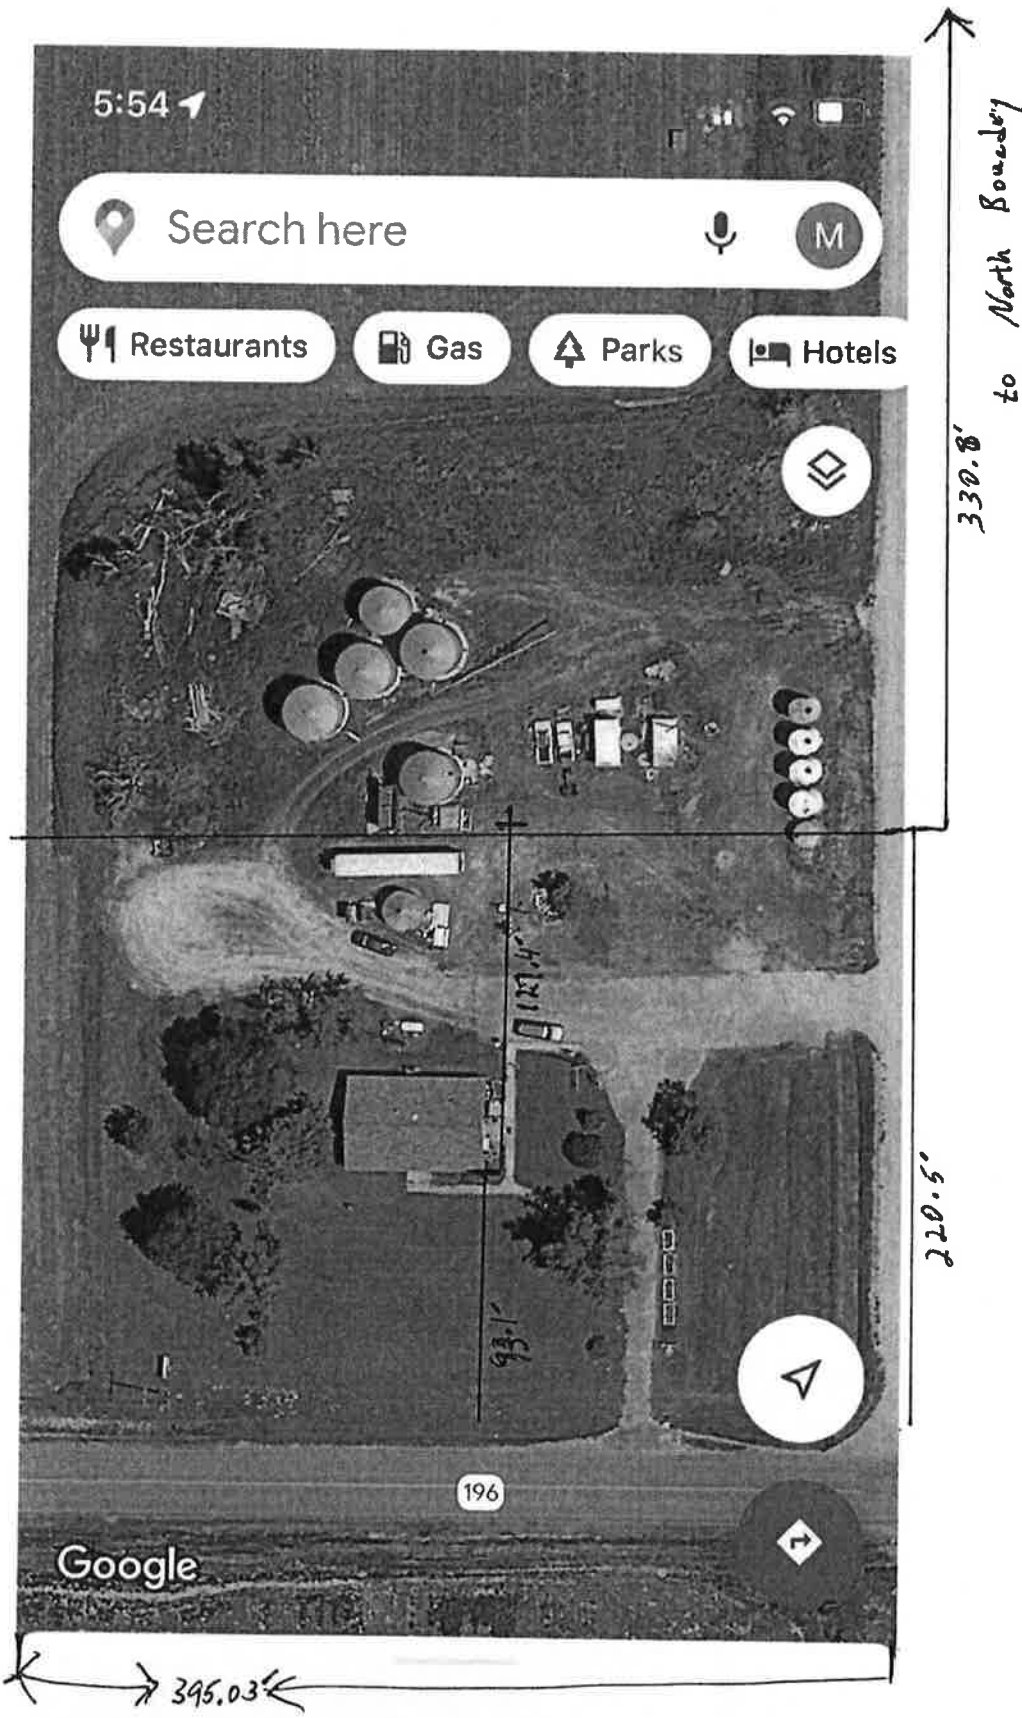 5:54
Search here
M
Restaurants
Gas
Parks
Hotels
to North Boundary
330.8'
127.4'
220.5'
93.1'
196
Google
395.03'